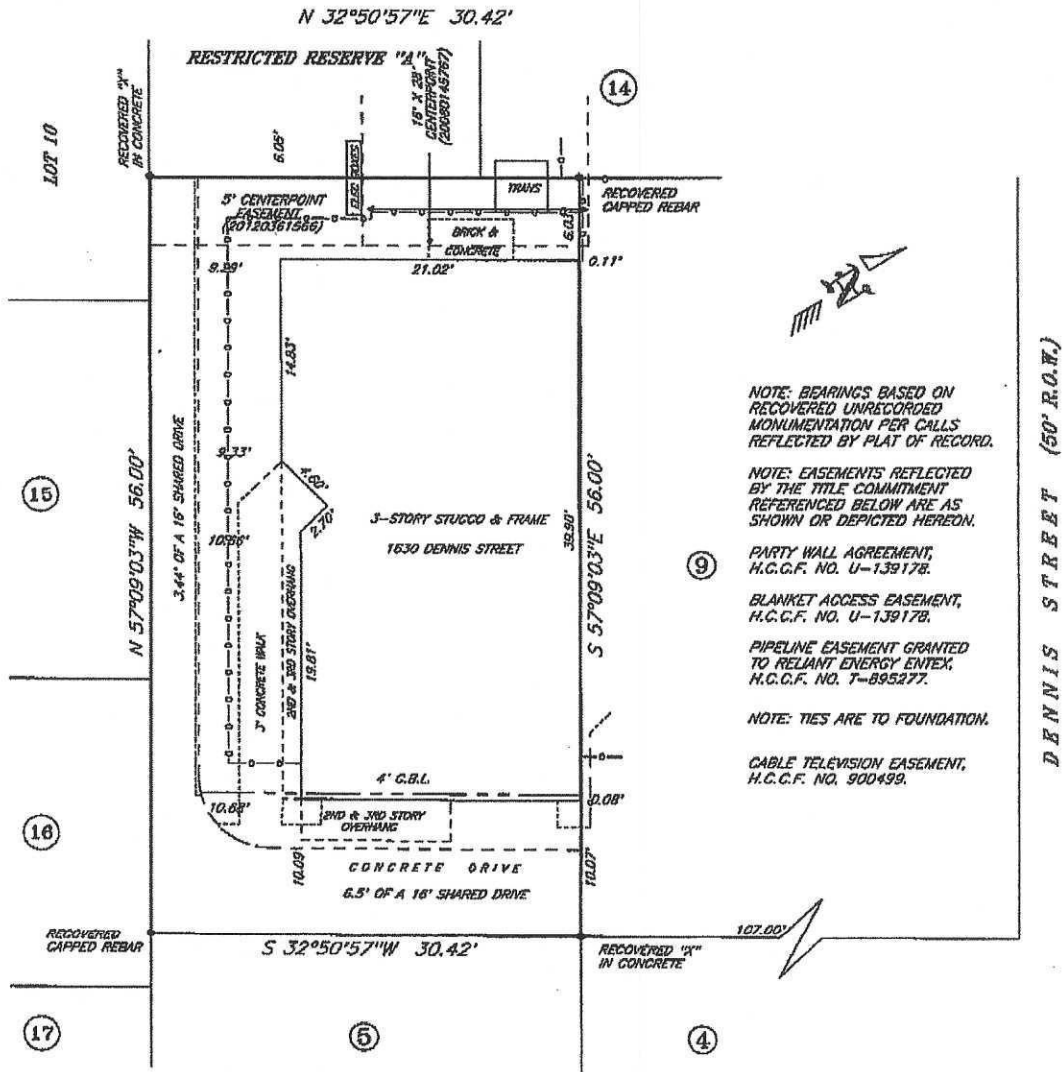 N 32°50'57"E 30.42'
RESTRICTED RESERVE "A"
16' X 28'
CENTERPOINT
(20080145767)
14
RECOVERED "X"
IN CONCRETE
LOT 10
6.05'
ELEC BOXES
TRANS
RECOVERED
CAPPED REBAR
5' CENTERPOINT
EASEMENT
(20120361566)
6.03'
BRICK &
CONCRETE
9.39'
21.02'
0.11'
14.83'
3.44' OF A 16' SHARED DRIVE
N 57°09'03"W 56.00'
15
9.33'
4.60'
2.70'
10.66'
3-STORY STUCCO & FRAME
1630 DENNIS STREET
39.90'
S 57°09'03"E 56.00'
9
3' CONCRETE WALK
2ND & 3RD STORY OVERHANG
19.81'
NOTE: BEARINGS BASED ON
RECOVERED UNRECORDED
MONUMENTATION PER CALLS
REFLECTED BY PLAT OF RECORD.
NOTE: EASEMENTS REFLECTED
BY THE TITLE COMMITMENT
REFERENCED BELOW ARE AS
SHOWN OR DEPICTED HEREON.
PARTY WALL AGREEMENT,
H.C.C.F. NO. U-139178.
BLANKET ACCESS EASEMENT,
H.C.C.F. NO. U-139178.
PIPELINE EASEMENT GRANTED
TO RELIANT ENERGY ENTEX,
H.C.C.F. NO. T-895277.
NOTE: TIES ARE TO FOUNDATION.
CABLE TELEVISION EASEMENT,
H.C.C.F. NO. 900499.
DENNIS STREET (50' R.O.W.)
4' G.B.L.
16
10.68'
2ND & 3RD STORY
OVERHANG
0.08'
10.09'
CONCRETE DRIVE
6.5' OF A 16' SHARED DRIVE
10.07'
RECOVERED
CAPPED REBAR
S 32°50'57"W 30.42'
RECOVERED "X"
IN CONCRETE
107.00'
17
5
4